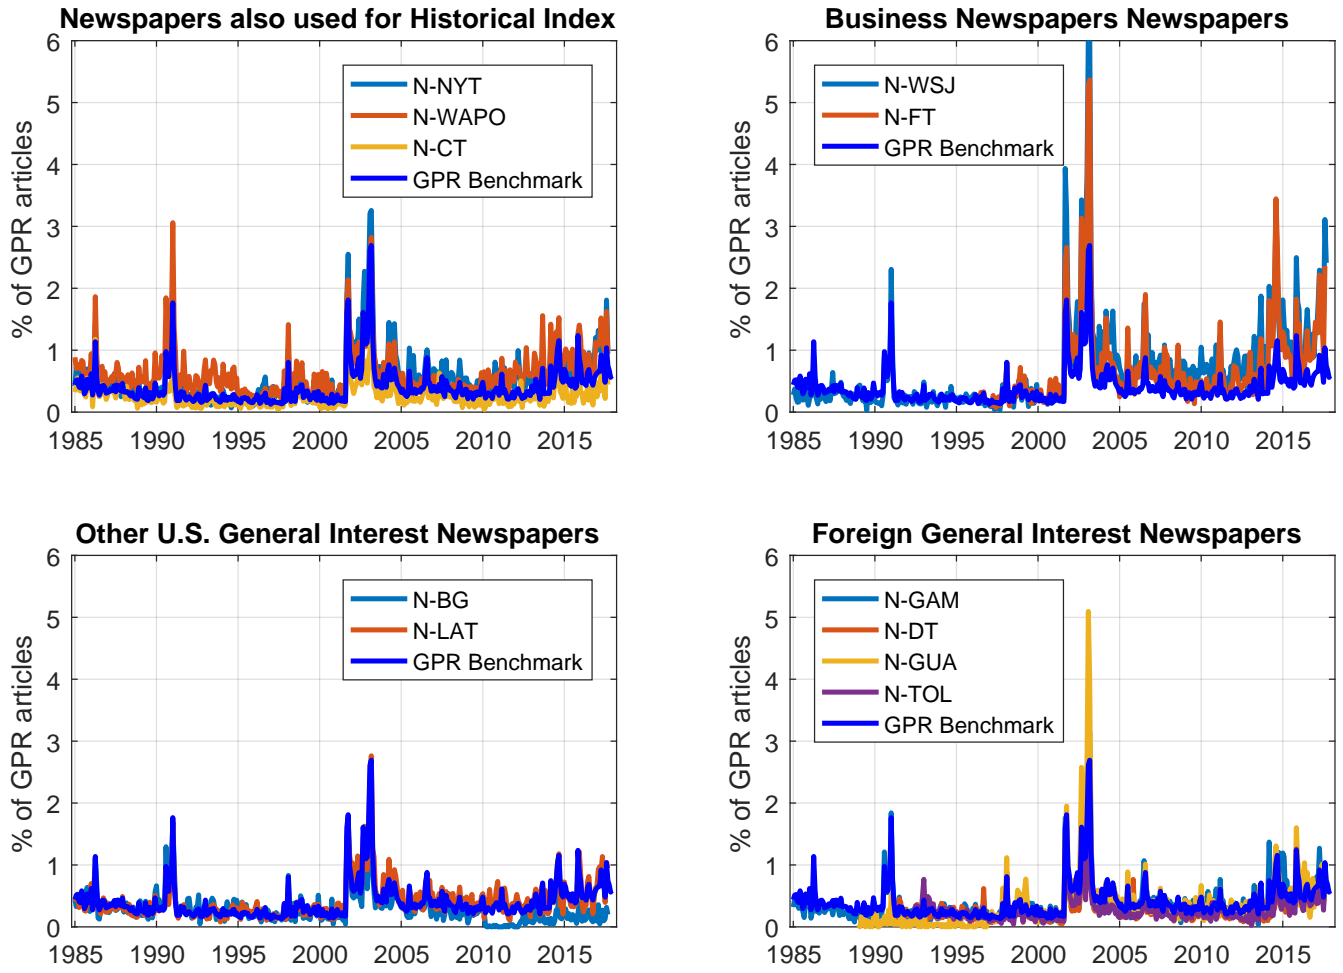 Newspapers also used for Historical Index
6
5
4
3
2
1
0
% of GPR articles
N-NYT
N-WAPO
N-CT
GPR Benchmark
1985 1990 1995 2000 2005 2010 2015
Business Newspapers Newspapers
6
5
4
3
2
1
0
% of GPR articles
N-WSJ
N-FT
GPR Benchmark
1985 1990 1995 2000 2005 2010 2015
Other U.S. General Interest Newspapers
6
5
4
3
2
1
0
% of GPR articles
N-BG
N-LAT
GPR Benchmark
1985 1990 1995 2000 2005 2010 2015
Foreign General Interest Newspapers
6
5
4
3
2
1
0
% of GPR articles
N-GAM
N-DT
N-GUA
N-TOL
GPR Benchmark
1985 1990 1995 2000 2005 2010 2015